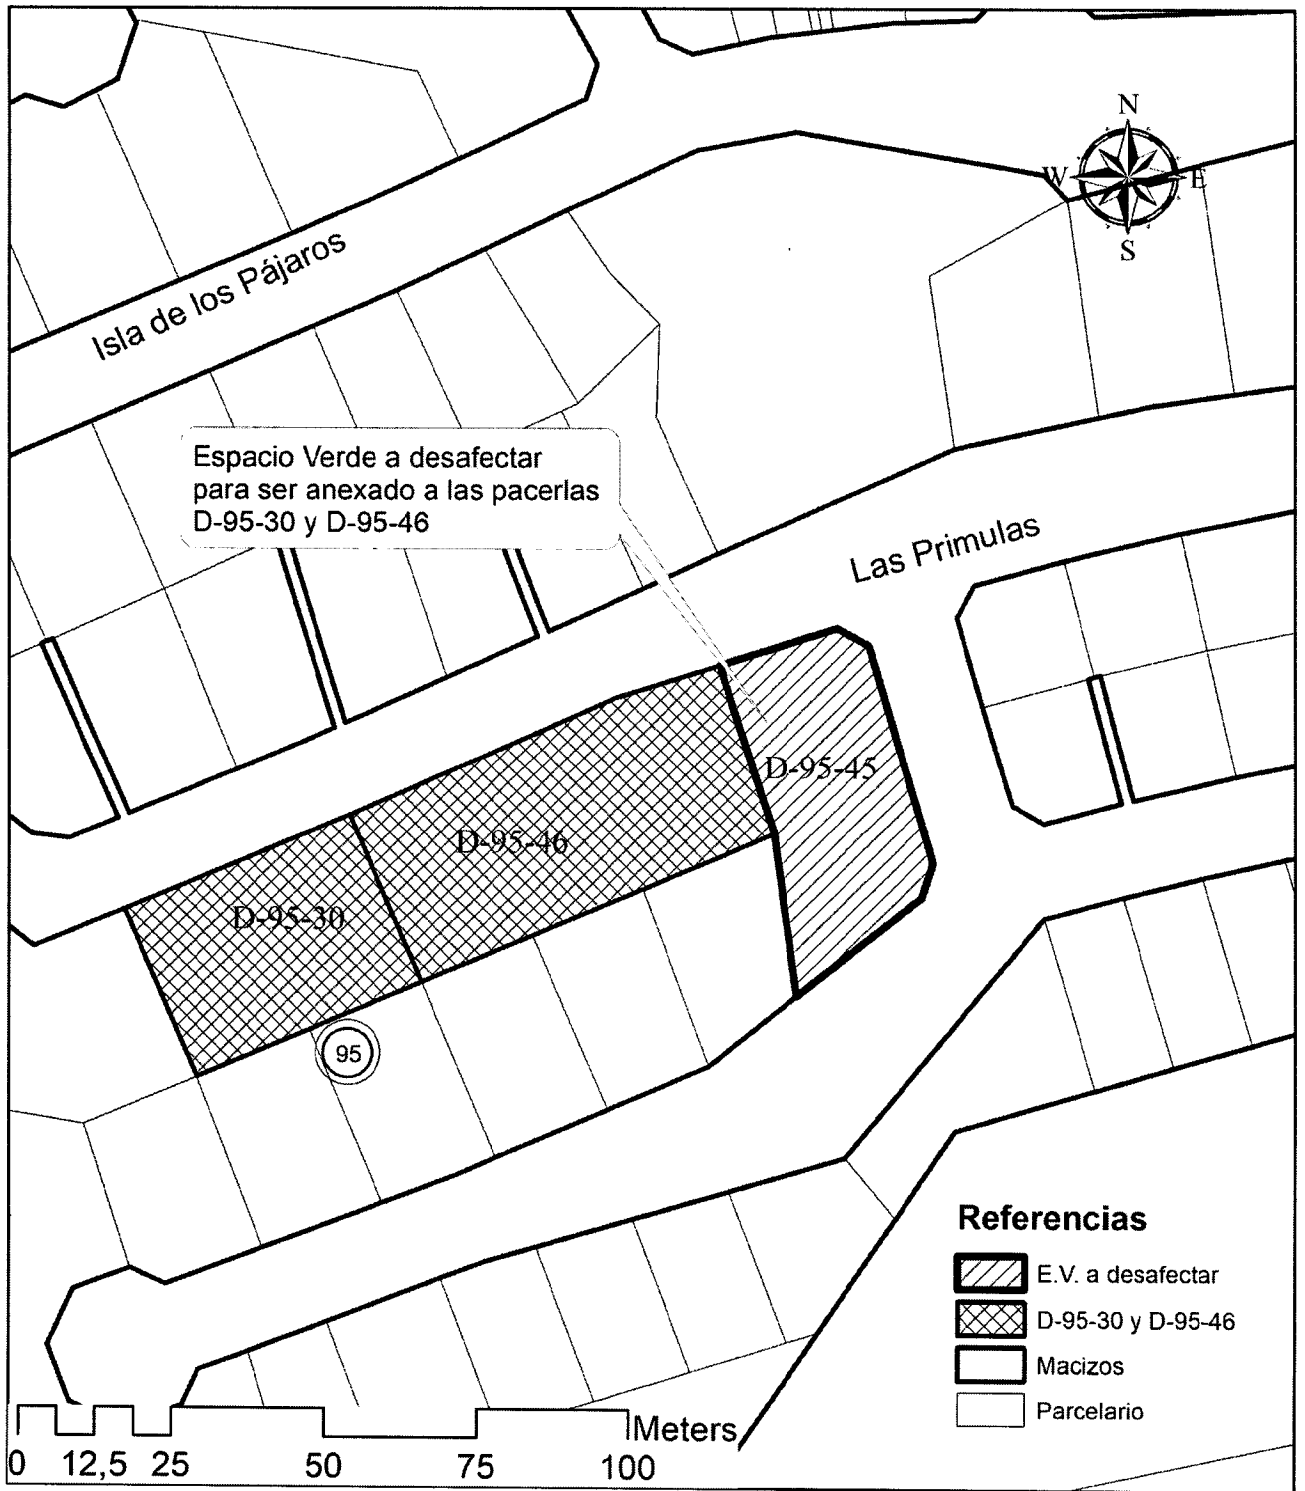 N
W
E
S
Isla de los Pájaros
Espacio Verde a desafectar
para ser anexado a las pacerlas
D-95-30 y D-95-46
Las Primulas
D-95-45
D-95-46
D-95-30
95
Referencias
E.V. a desafectar
D-95-30 y D-95-46
Macizos
Parcelario
Meters
0 12,5 25 50 75 100